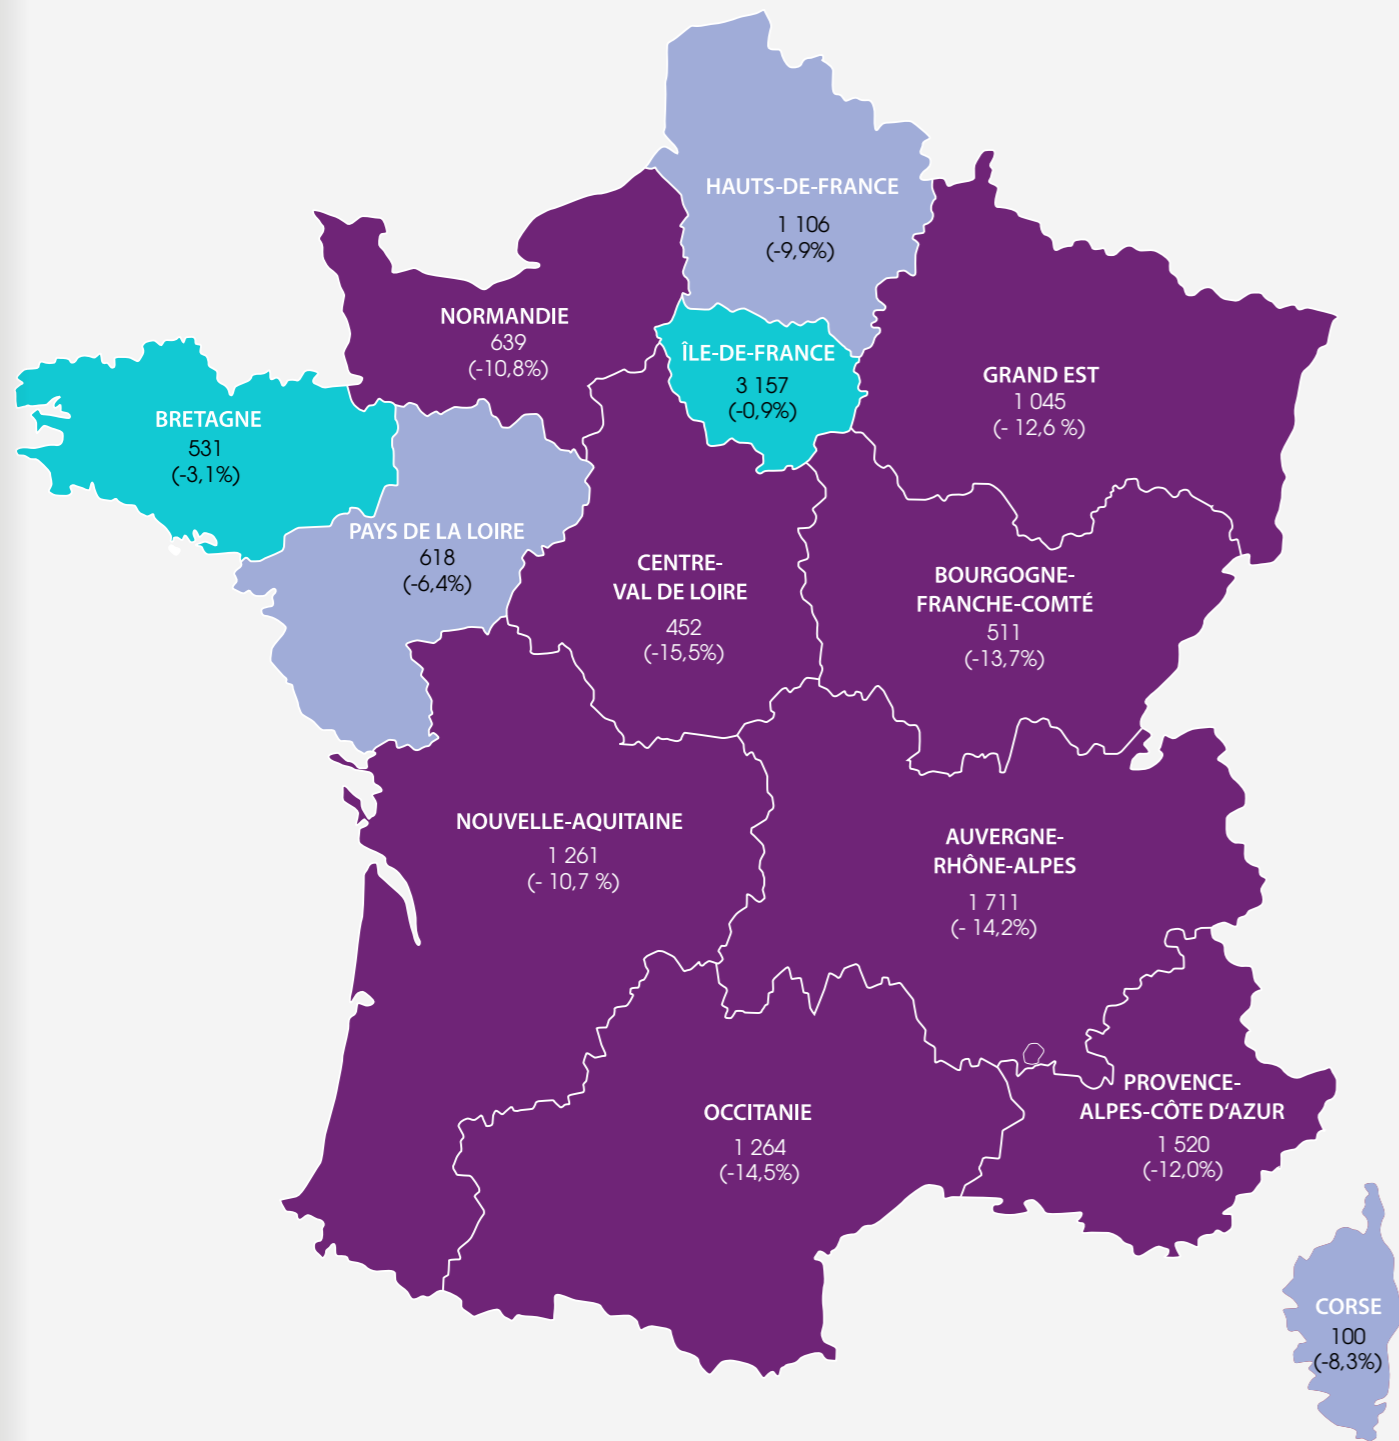 HAUTS-DE-FRANCE
1 106
(-9,9%)
NORMANDIE
639
(-10,8%)
ÎLE-DE-FRANCE
3 157
(-0,9%)
GRAND EST
1 045
(- 12,6 %)
BRETAGNE
531
(-3,1%)
PAYS DE LA LOIRE
618
(-6,4%)
CENTRE-
VAL DE LOIRE
452
(-15,5%)
BOURGOGNE-
FRANCHE-COMTÉ
511
(-13,7%)
NOUVELLE-AQUITAINE
1 261
(- 10,7 %)
AUVERGNE-
RHÔNE-ALPES
1 711
(- 14,2%)
OCCITANIE
1 264
(-14,5%)
PROVENCE-
ALPES-CÔTE D'AZUR
1 520
(-12,0%)
CORSE
100
(-8,3%)